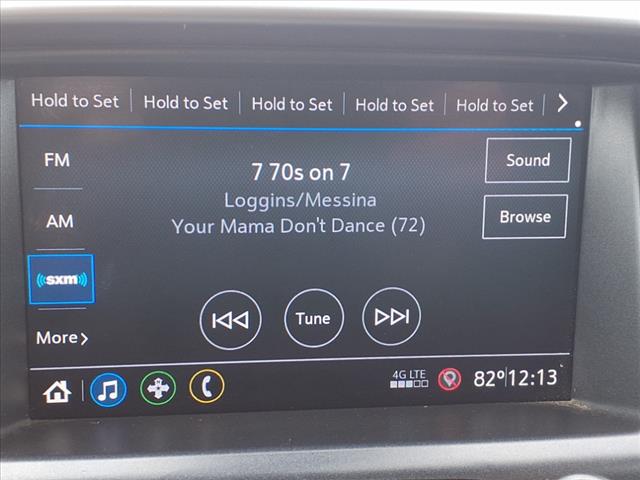 Hold to Set Hold to Set Hold to Set Hold to Set Hold to Set
FM
7 70s on 7
Sound
Loggins/Messina
AM
Your Mama Don't Dance (72)
Browse
((sxm))
Tune
More
4G LTE
82° 12:13